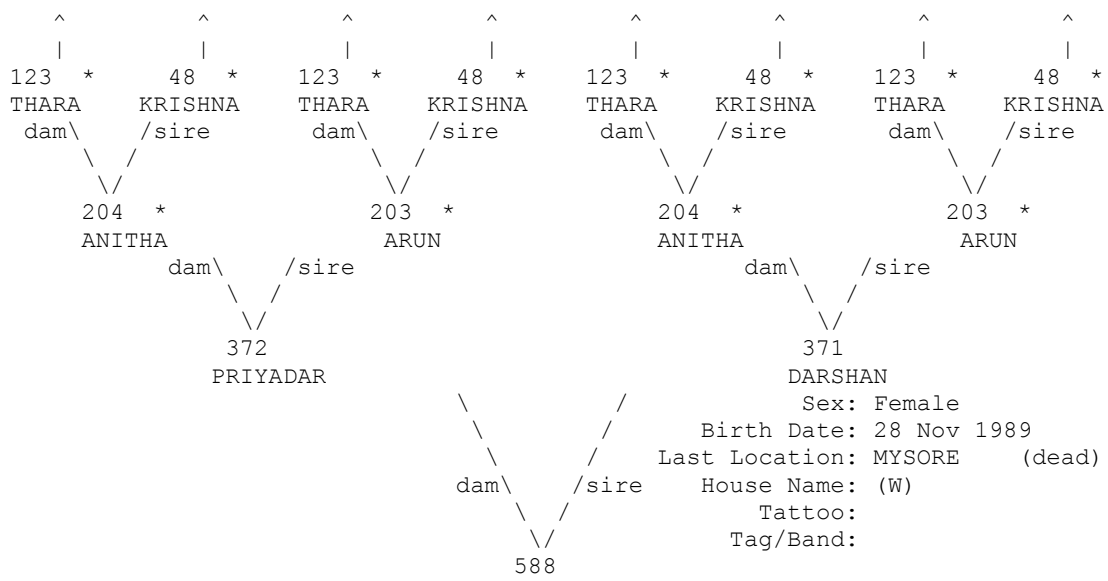 ^ ^ ^ ^ ^ ^ ^ ^
| | | | | | | |
123 * 48 * 123 * 48 * 123 * 48 * 123 * 48 *
THARA KRISHNA THARA KRISHNA THARA KRISHNA THARA KRISHNA
dam\ /sire dam\ /sire dam\ /sire dam\ /sire
\ / \ / \ / \ /
\/ \/ \/ \/
204 * 203 * 204 * 203 *
ANITHA ARUN ANITHA ARUN
dam\ /sire dam\ /sire
\ / \ /
\/ \/
372 371
PRIYADAR DARSHAN
\ / Sex: Female
\ / Birth Date: 28 Nov 1989
\ / Last Location: MYSORE (dead)
dam\ /sire House Name: (W)
\ / Tattoo:
\/ Tag/Band:
588